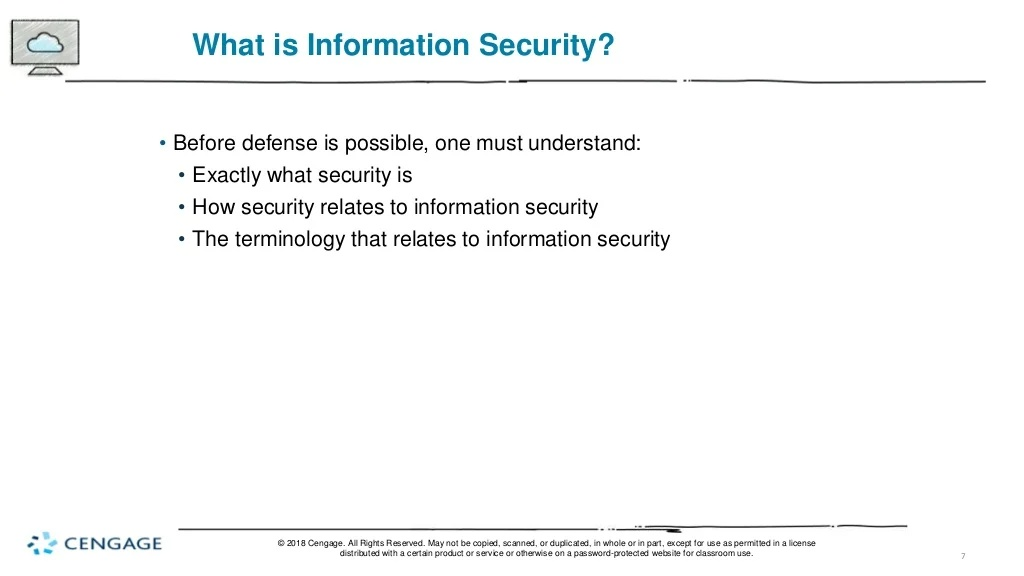 What is Information Security?
• Before defense is possible, one must understand:
• Exactly what security is
• How security relates to information security
• The terminology that relates to information security
CENGAGE
© 2018 Cengage. All Rights Reserved. May not be copied, scanned, or duplicated, in whole or in part, except for use as permitted in a license
distributed with a certain product or service or otherwise on a password-protected website for classroom use.
7